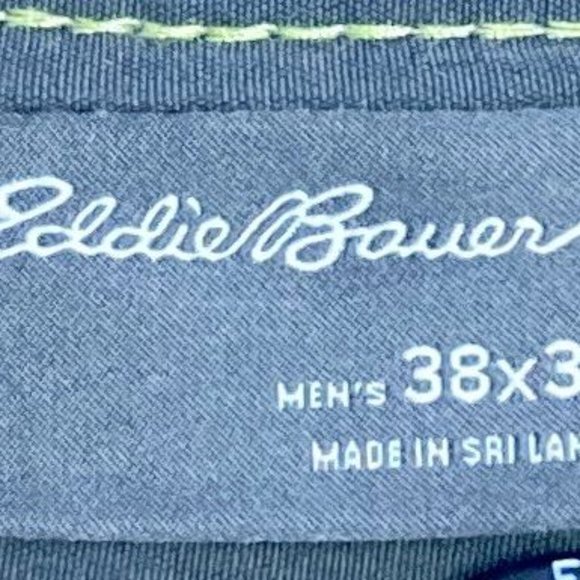 Eddie Bauer
MEN'S 38x3
MADE IN SRI LAN